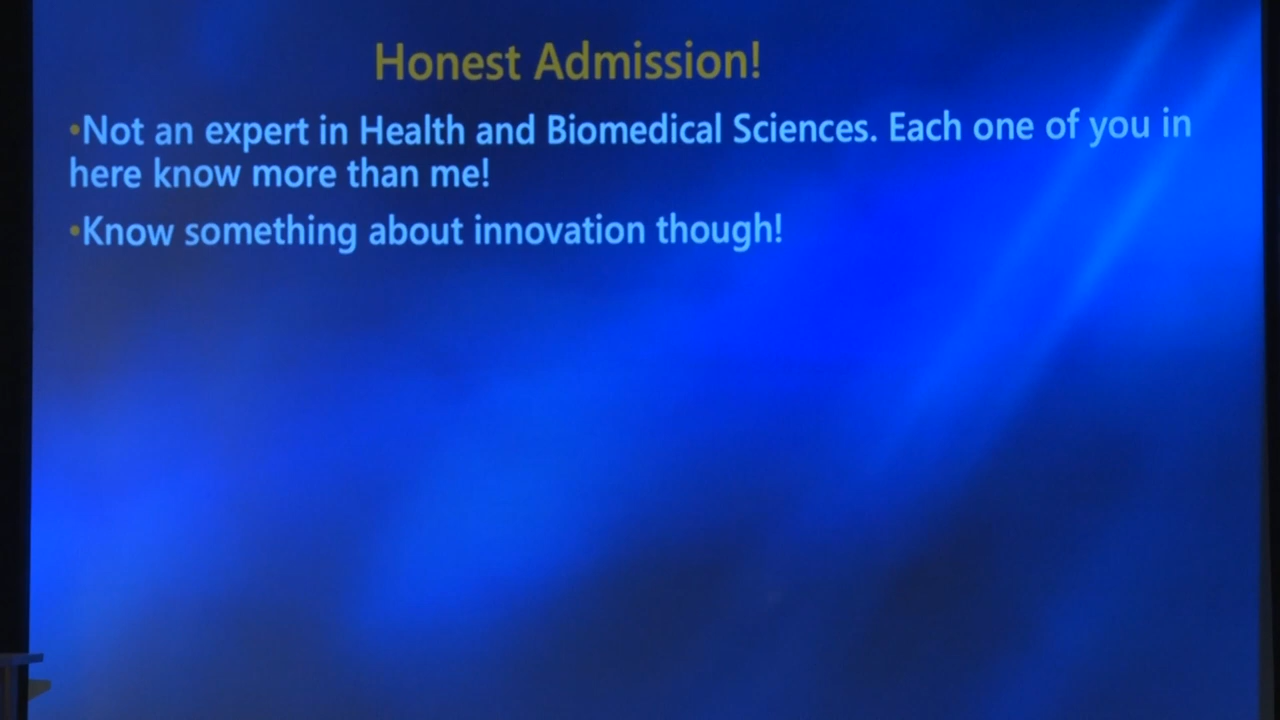 Honest Admission!
•Not an expert in Health and Biomedical Sciences. Each one of you in
here know more than me!
•Know something about innovation though!